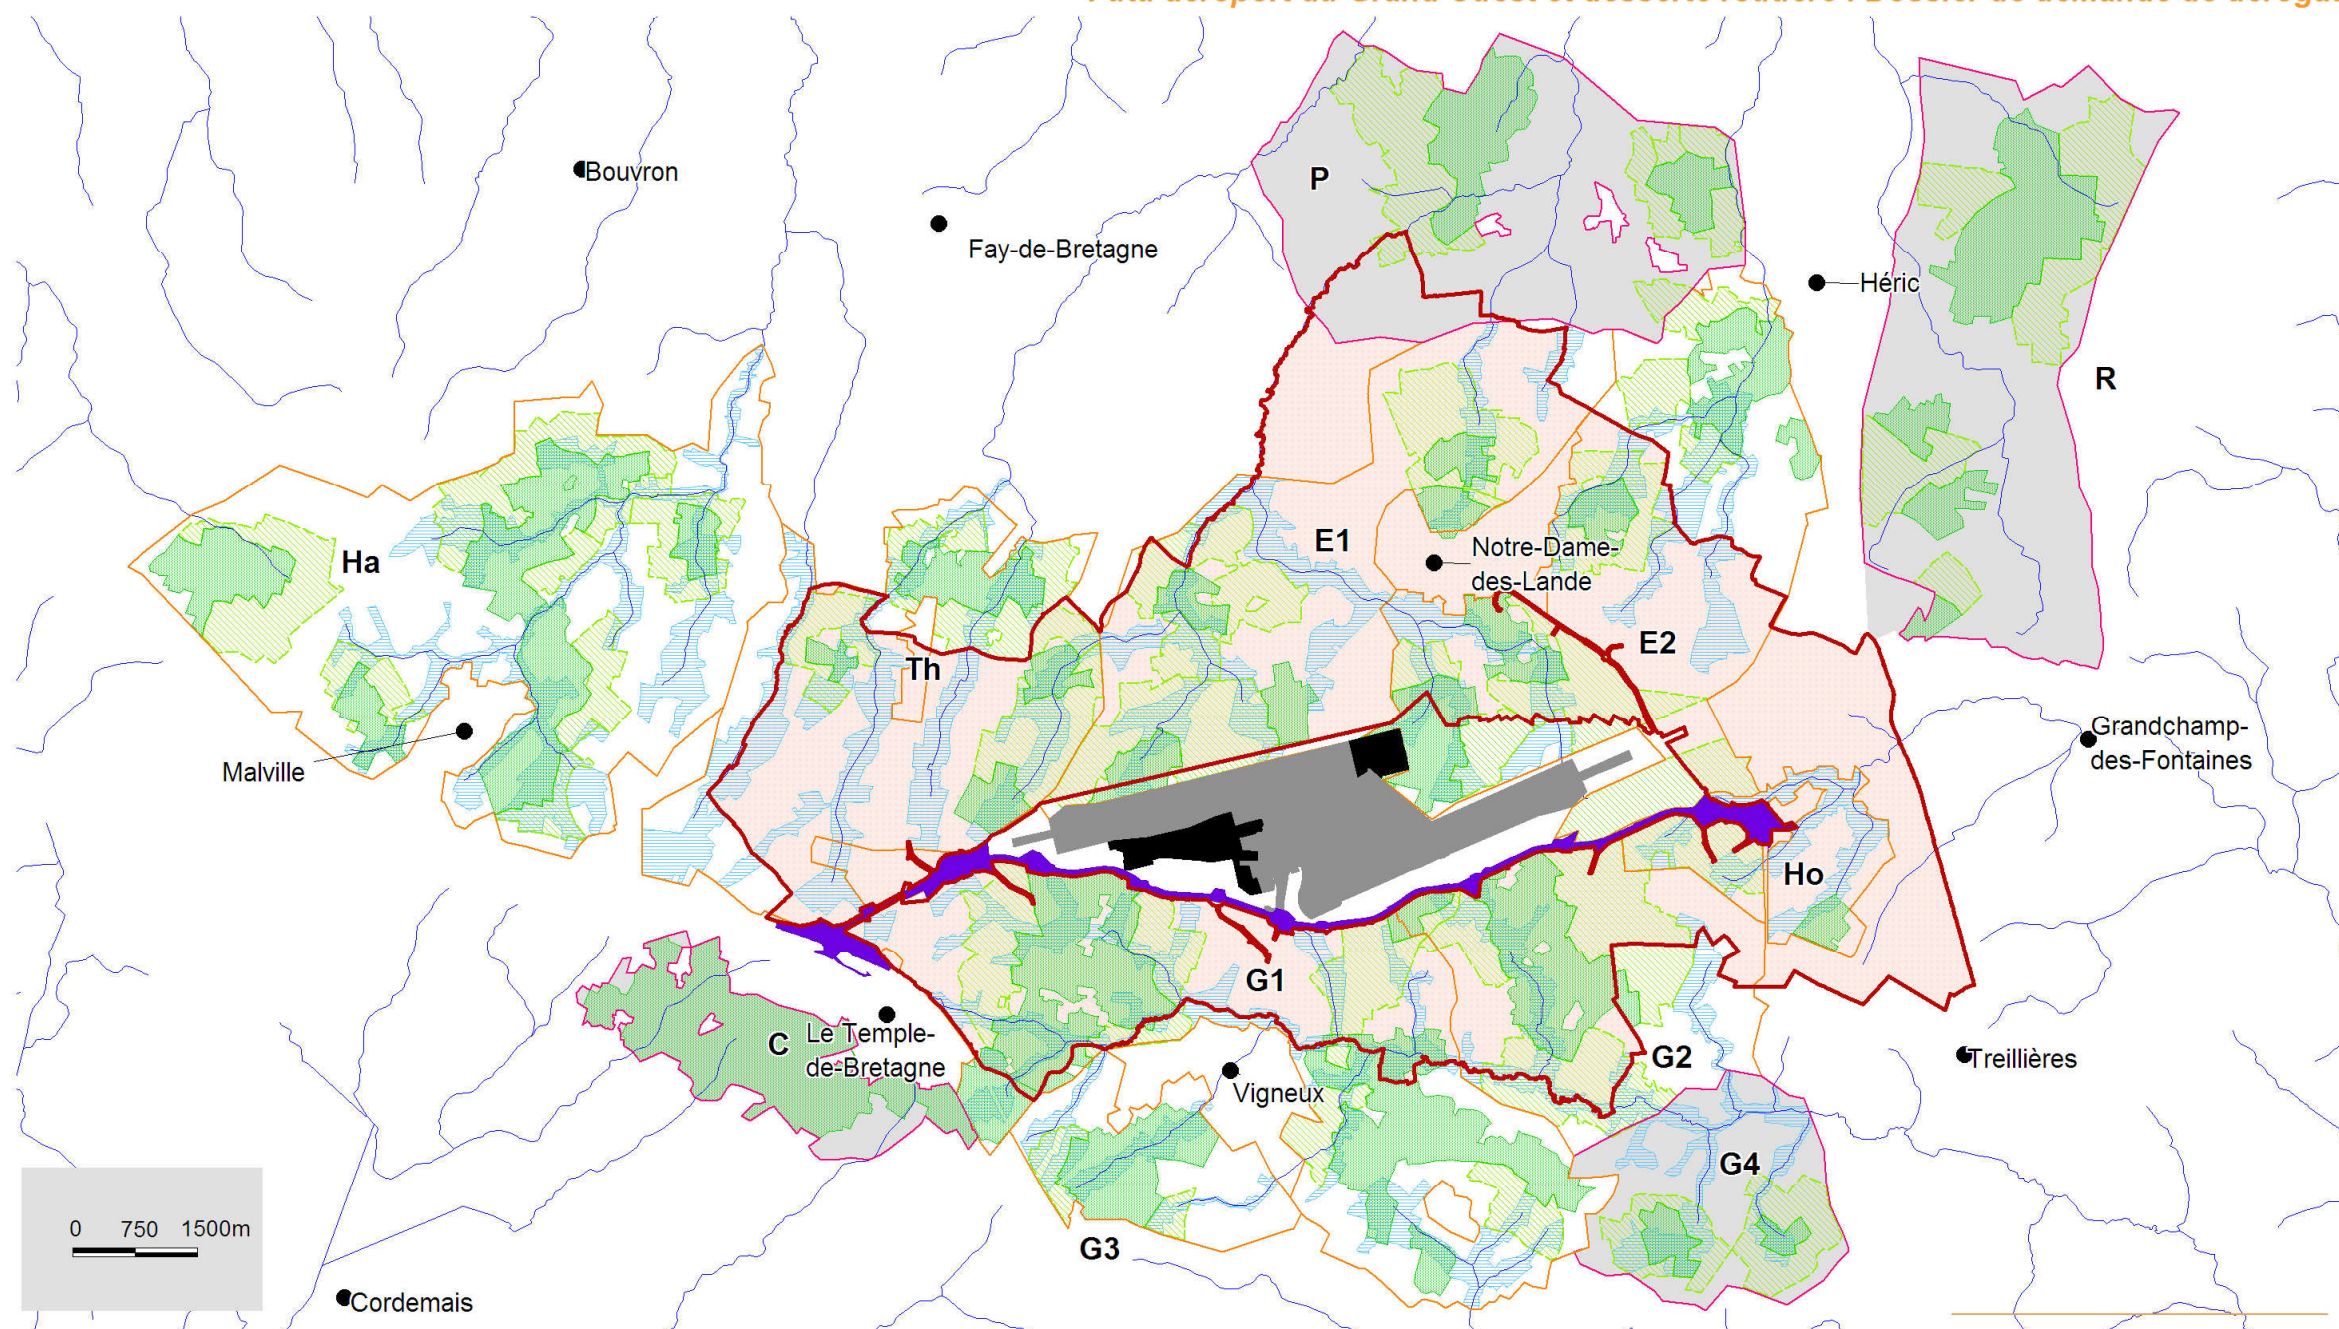 Bouvron
P
Fay-de-Bretagne
Héric
R
E1
Notre-Dame-
des-Lande
Ha
E2
Th
Grandchamp-
des-Fontaines
Malville
Ho
G1
C
Le Temple-
de-Bretagne
G2
Treillières
Vigneux
G4
0 750 1500m
G3
Cordemais